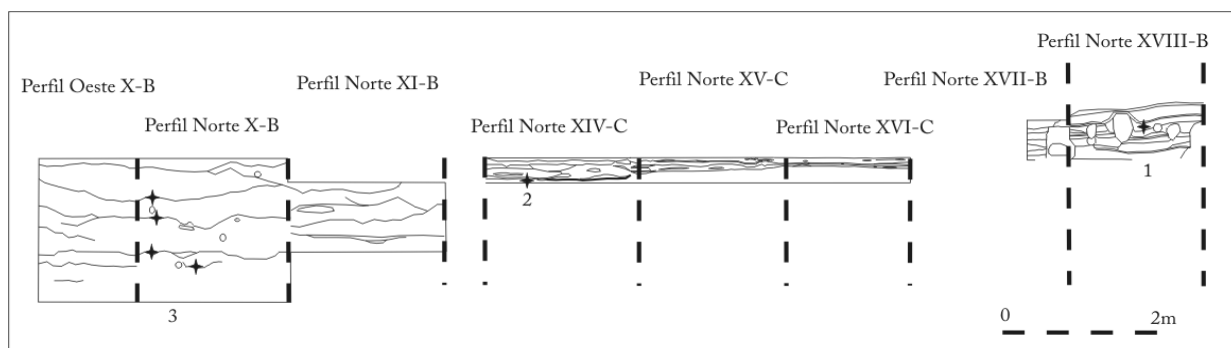 Perfil Norte XVIII-B
Perfil Oeste X-B
Perfil Norte XI-B
Perfil Norte XV-C
Perfil Norte XVII-B
Perfil Norte X-B
Perfil Norte XIV-C
Perfil Norte XVI-C
1
2
3
0
2m